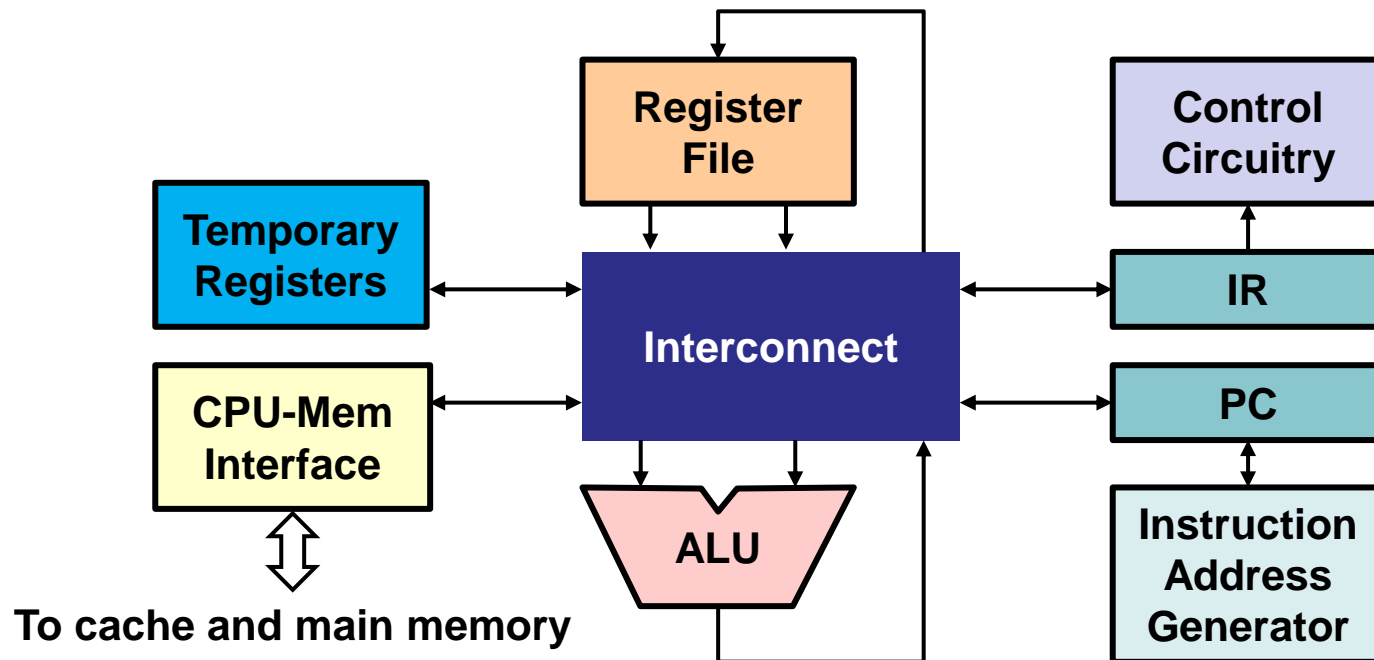 Register
File
Control
Circuitry
Temporary
Registers
IR
Interconnect
CPU-Mem
Interface
PC
ALU
Instruction
Address
Generator
To cache and main memory